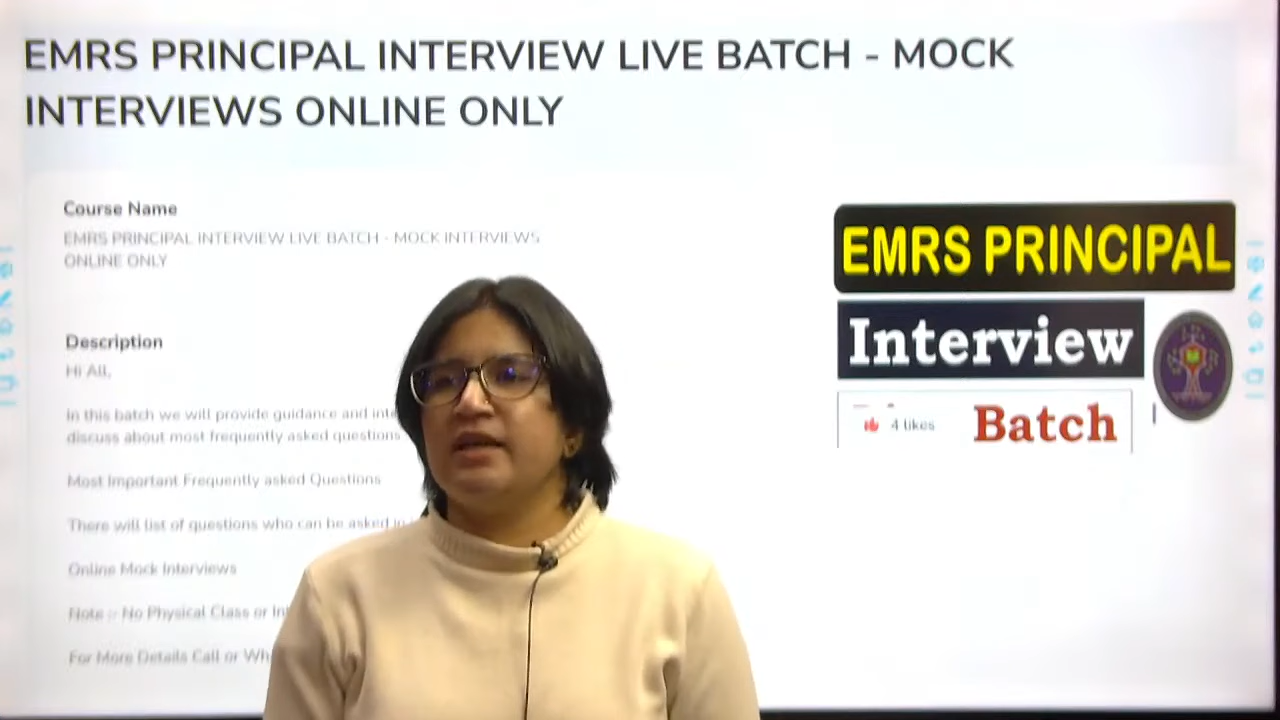 EMRS PRINCIPAL INTERVIEW LIVE BATCH - MOCK
INTERVIEWS ONLINE ONLY
Course Name
EMRS PRINCIPAL INTERVIEW LIVE BATCH - MOCK INTERVIEWS
ONLINE ONLY
Description
Hi All,
In this batch we will provide guidance and
discuss about most frequently asked questions
Most Important Frequently asked Questions
There will list of questions who can be asked
Online Mock Interviews
Note :- No Physical Class or
For More Details Call or
EMRS PRINCIPAL
Interview
4 likes
Batch